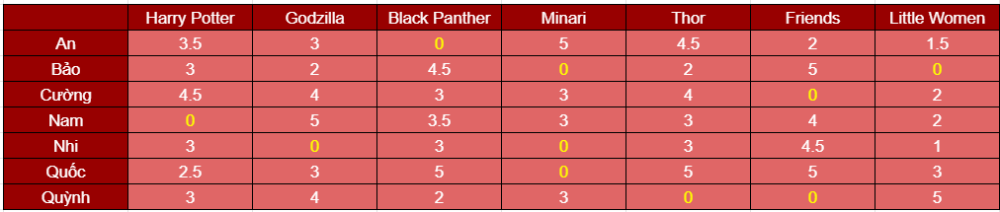 Harry Potter Godzilla Black Panther Minari Thor Friends Little Women
An 3.5 3 0 5 4.5 2 1.5
Bảo 3 2 4.5 0 2 5 0
Cường 4.5 4 3 3 4 0 2
Nam 0 5 3.5 3 3 4 2
Nhi 3 0 3 0 3 4.5 1
Quốc 2.5 3 5 0 5 5 3
Quỳnh 3 4 2 3 0 0 5